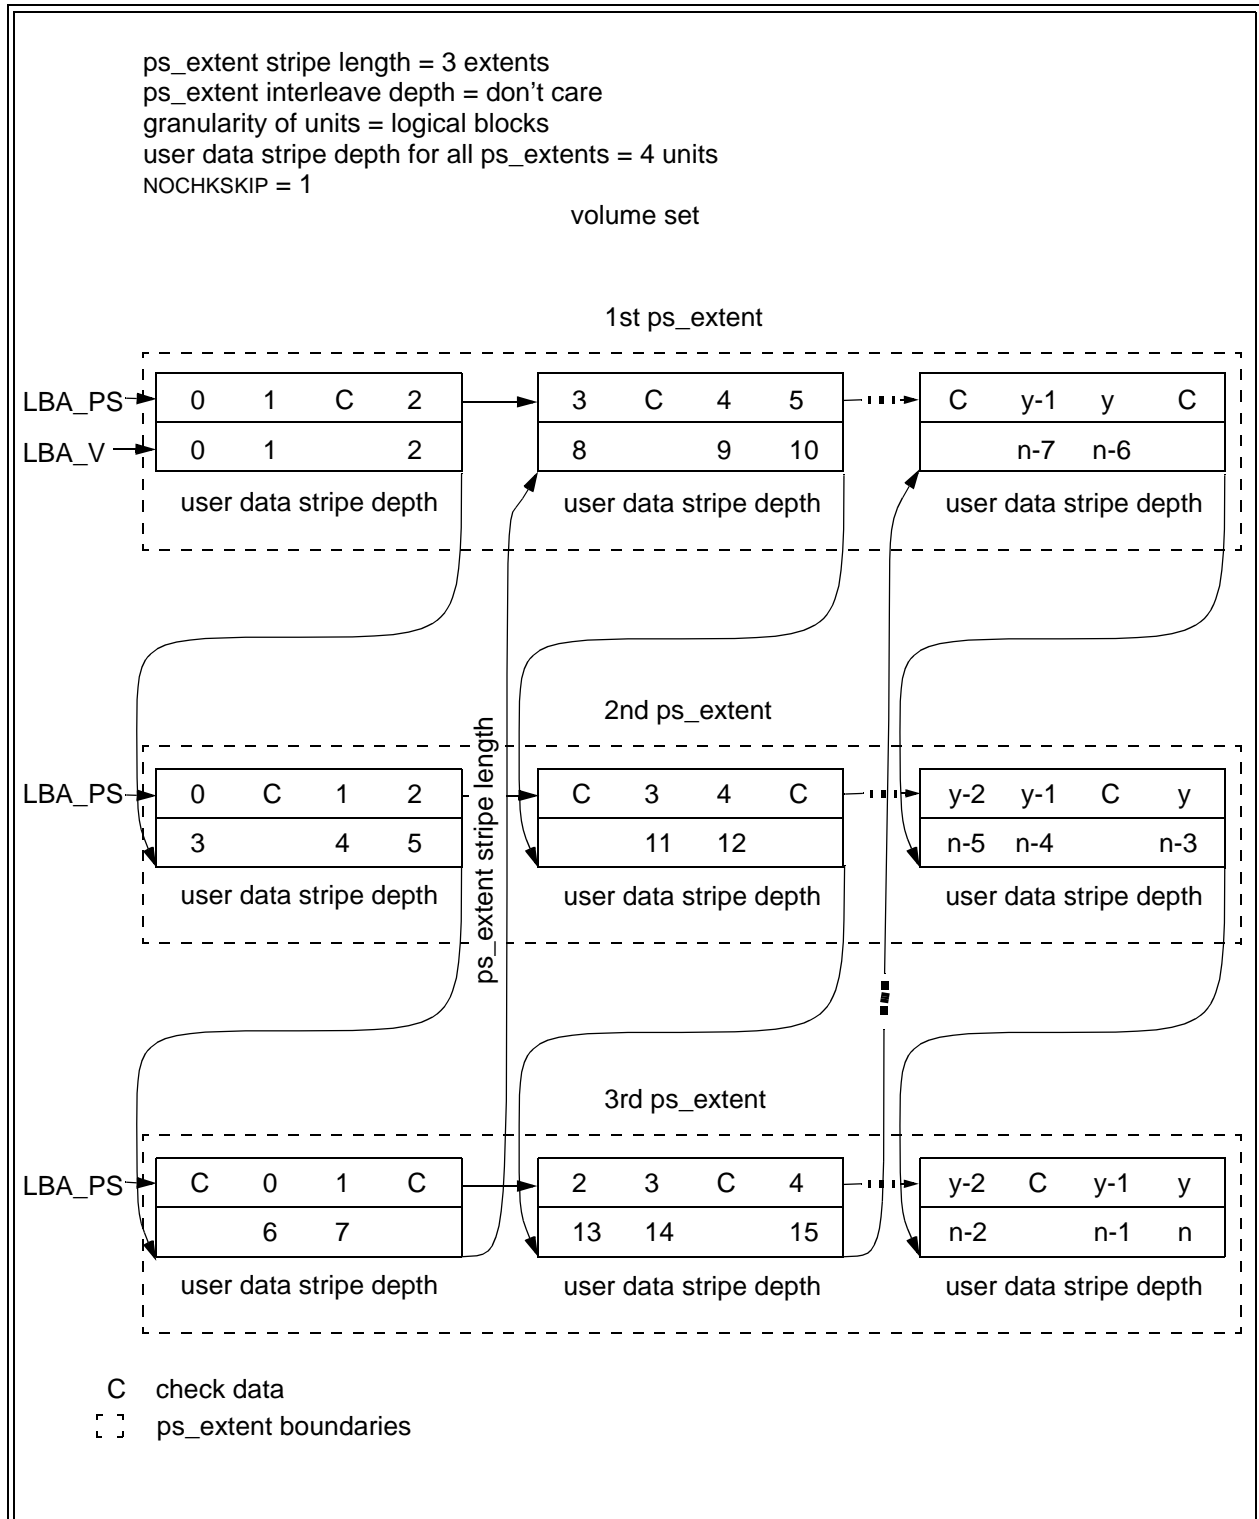 ps_extent stripe length = 3 extents
ps_extent interleave depth = don't care
granularity of units = logical blocks
user data stripe depth for all ps_extents = 4 units
NOCHKSKIP = 1
volume set
1st ps_extent
LBA_PS 0 1 C 2 3 C 4 5 C y-1 y C
LBA_V 0 1 2 8 9 10 n-7 n-6
user data stripe depth user data stripe depth user data stripe depth
ps_extent stripe length
2nd ps_extent
LBA_PS 0 C 1 2 C 3 4 C y-2 y-1 C y
3 4 5 11 12 n-5 n-4 n-3
user data stripe depth user data stripe depth user data stripe depth
3rd ps_extent
LBA_PS C 0 1 C 2 3 C 4 y-2 C y-1 y
6 7 13 14 15 n-2 n-1 n
user data stripe depth user data stripe depth user data stripe depth
C check data
ps_extent boundaries